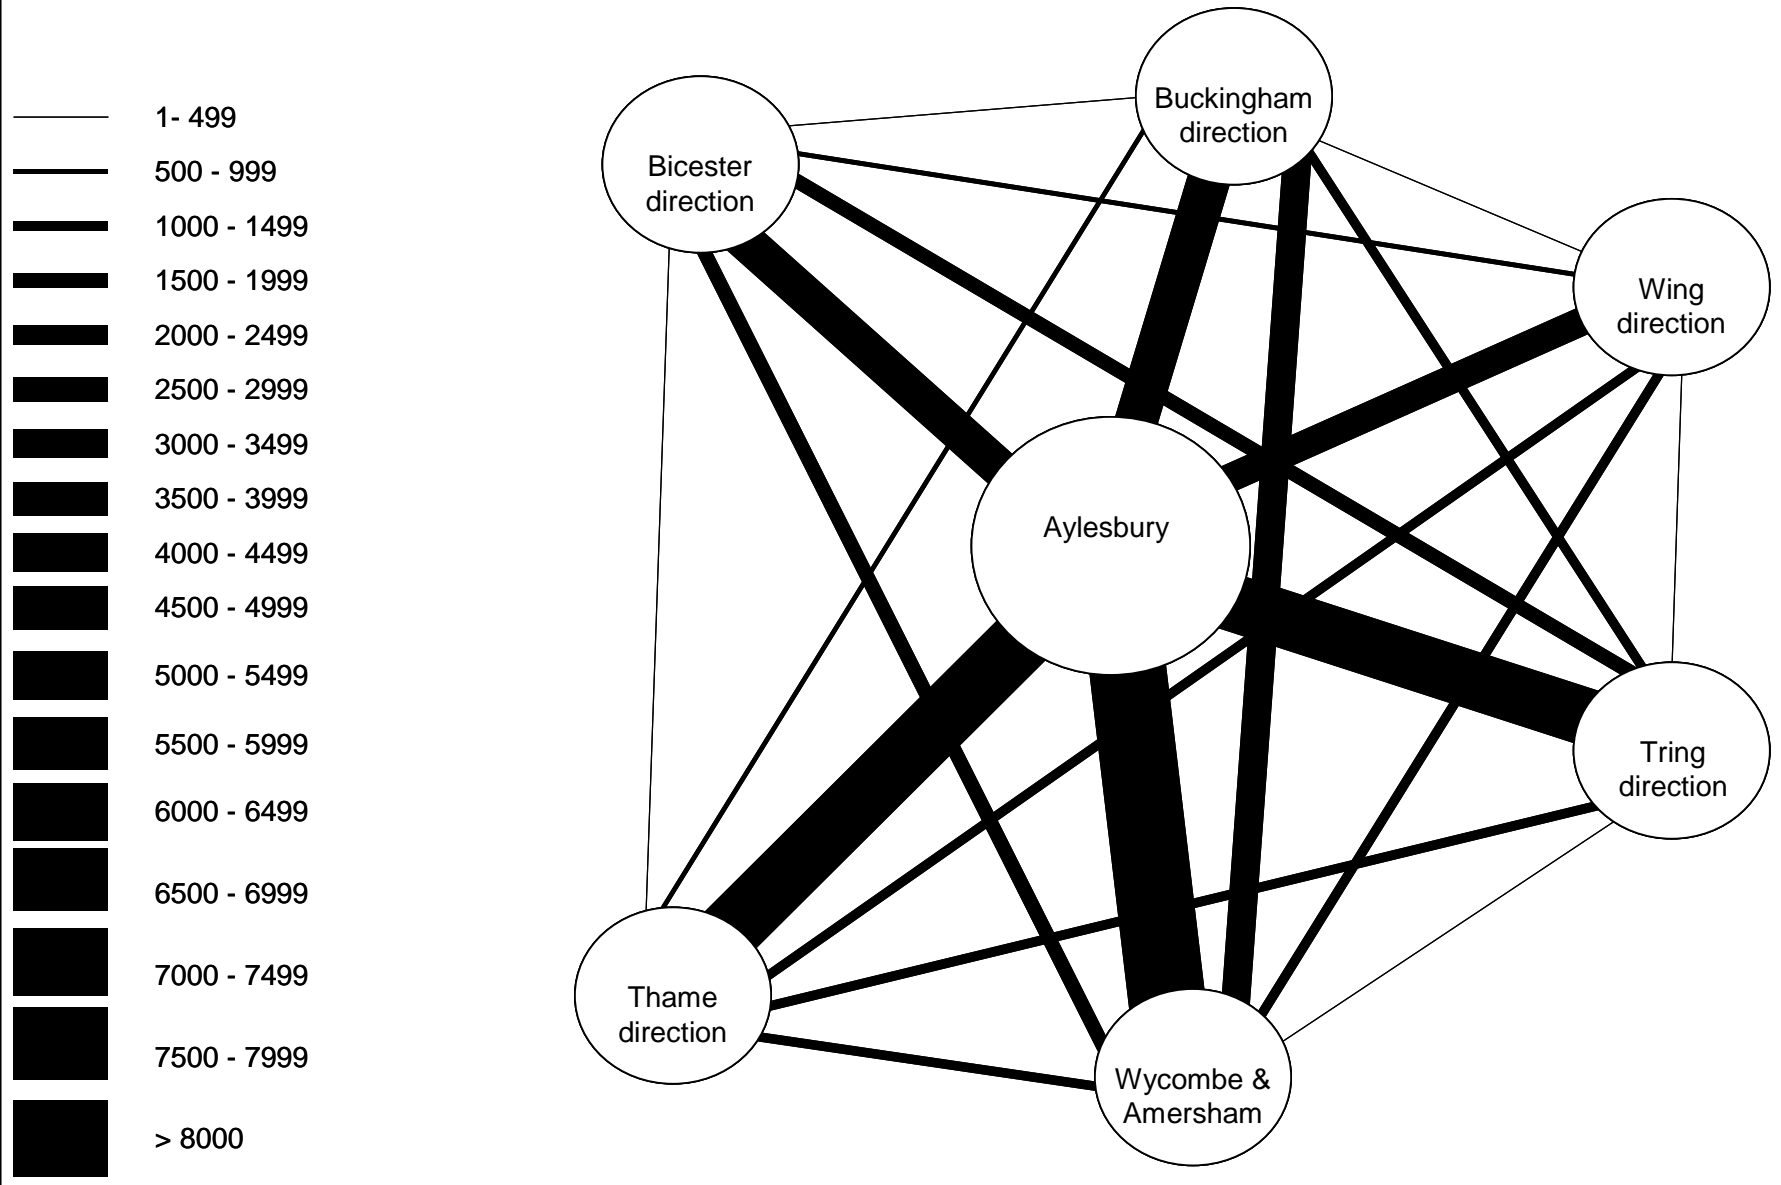 1- 499
500 - 999
1000 - 1499
1500 - 1999
2000 - 2499
2500 - 2999
3000 - 3499
3500 - 3999
4000 - 4499
4500 - 4999
5000 - 5499
5500 - 5999
6000 - 6499
6500 - 6999
7000 - 7499
7500 - 7999
> 8000
Buckingham
direction
Bicester
direction
Wing
direction
Aylesbury
Tring
direction
Thame
direction
Wycombe &
Amersham